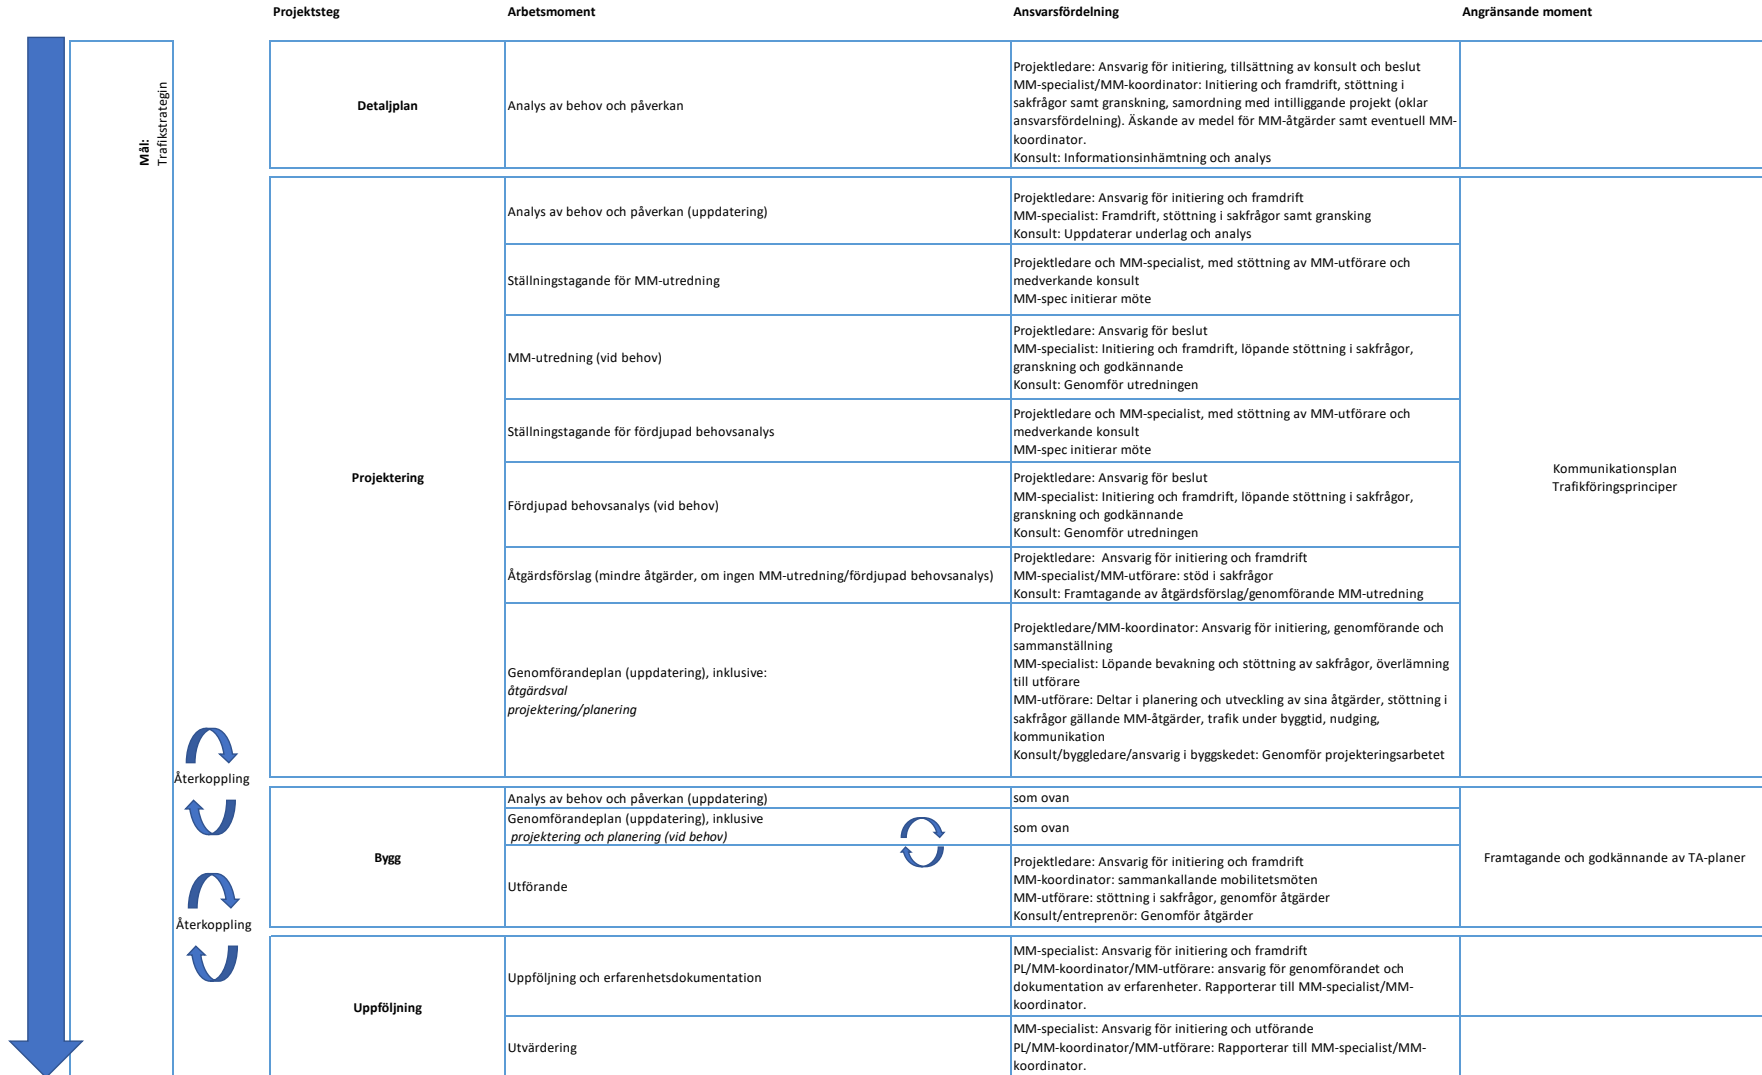 Projektsteg
Arbetsmoment
Ansvarsfördelning
Angränsande moment
Mål:
Trafikstrategin
Detaljplan
Analys av behov och påverkan
Projektledare: Ansvarig för initiering, tillsättning av konsult och beslut
MM-specialist/MM-koordinator: Initiering och framdrift, stöttning i
sakfrågor samt granskning, samordning med intilliggande projekt (oklar
ansvarsfördelning). Äskande av medel för MM-åtgärder samt eventuell MM-
koordinator.
Konsult: Informationsinhämtning och analys
Projektering
Analys av behov och påverkan (uppdatering)
Projektledare: Ansvarig för initiering och framdrift
MM-specialist: Framdrift, stöttning i sakfrågor samt gransking
Konsult: Uppdaterar underlag och analys
Ställningstagande för MM-utredning
Projektledare och MM-specialist, med stöttning av MM-utförare och
medverkande konsult
MM-spec initierar möte
MM-utredning (vid behov)
Projektledare: Ansvarig för beslut
MM-specialist: Initiering och framdrift, löpande stöttning i sakfrågor,
granskning och godkännande
Konsult: Genomför utredningen
Ställningstagande för fördjupad behovsanalys
Projektledare och MM-specialist, med stöttning av MM-utförare och
medverkande konsult
MM-spec initierar möte
Fördjupad behovsanalys (vid behov)
Projektledare: Ansvarig för beslut
MM-specialist: Initiering och framdrift, löpande stöttning i sakfrågor,
granskning och godkännande
Konsult: Genomför utredningen
Åtgärdsförslag (mindre åtgärder, om ingen MM-utredning/fördjupad behovsanalys)
Projektledare:  Ansvarig för initiering och framdrift
MM-specialist/MM-utförare: stöd i sakfrågor
Konsult: Framtagande av åtgärdsförslag/genomförande MM-utredning
Genomförandeplan (uppdatering), inklusive:
åtgärdsval
projektering/planering
Projektledare/MM-koordinator: Ansvarig för initiering, genomförande och
sammanställning
MM-specialist: Löpande bevakning och stöttning av sakfrågor, överlämning
till utförare
MM-utförare: Deltar i planering och utveckling av sina åtgärder, stöttning i
sakfrågor gällande MM-åtgärder, trafik under byggtid, nudging,
kommunikation
Konsult/byggledare/ansvarig i byggskedet: Genomför projekteringsarbetet
Kommunikationsplan
Trafikföringsprinciper
Återkoppling
Bygg
Analys av behov och påverkan (uppdatering)
som ovan
Genomförandeplan (uppdatering), inklusive
projektering och planering (vid behov)
som ovan
Utförande
Projektledare: Ansvarig för initiering och framdrift
MM-koordinator: sammankallande mobilitetsmöten
MM-utförare: stöttning i sakfrågor, genomför åtgärder
Konsult/entreprenör: Genomför åtgärder
Framtagande och godkännande av TA-planer
Återkoppling
Uppföljning
Uppföljning och erfarenhetsdokumentation
MM-specialist: Ansvarig för initiering och framdrift
PL/MM-koordinator/MM-utförare: ansvarig för genomförandet och
dokumentation av erfarenheter. Rapporterar till MM-specialist/MM-
koordinator.
Utvärdering
MM-specialist: Ansvarig för initiering och utförande
PL/MM-koordinator/MM-utförare: Rapporterar till MM-specialist/MM-
koordinator.